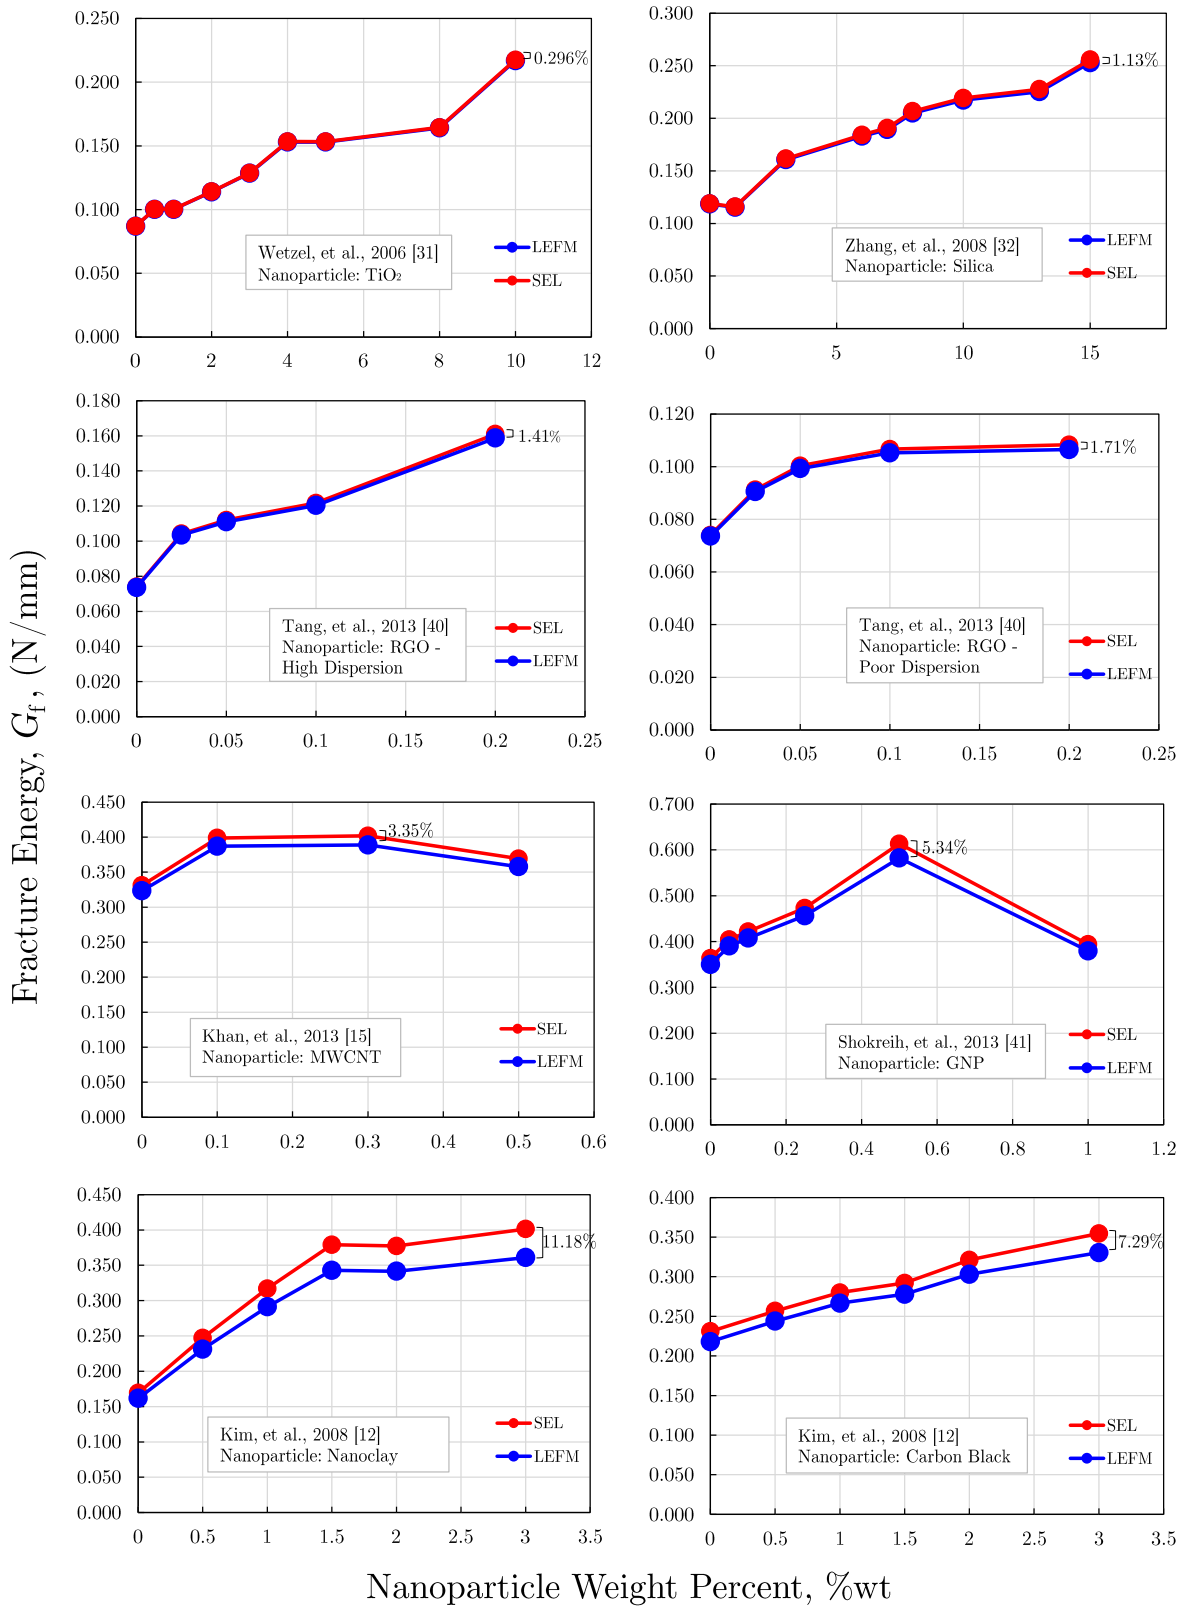 Fracture Energy, Gf, (N/mm)
0.250
0.200
0.150
0.100
0.050
0.000
0 2 4 6 8 10 12
0.296%
Wetzel, et al., 2006 [31]
Nanoparticle: TiO2
LEFM
SEL
0.300
0.250
0.200
0.150
0.100
0.050
0.000
0 5 10 15
1.13%
Zhang, et al., 2008 [32]
Nanoparticle: Silica
LEFM
SEL
0.180
0.160
0.140
0.120
0.100
0.080
0.060
0.040
0.020
0.000
0 0.05 0.1 0.15 0.2 0.25
1.41%
Tang, et al., 2013 [40]
Nanoparticle: RGO -
High Dispersion
SEL
LEFM
0.120
0.100
0.080
0.060
0.040
0.020
0.000
0 0.05 0.1 0.15 0.2 0.25
1.71%
Tang, et al., 2013 [40]
Nanoparticle: RGO -
Poor Dispersion
SEL
LEFM
0.450
0.400
0.350
0.300
0.250
0.200
0.150
0.100
0.050
0.000
0 0.1 0.2 0.3 0.4 0.5 0.6
3.35%
Khan, et al., 2013 [15]
Nanoparticle: MWCNT
SEL
LEFM
0.700
0.600
0.500
0.400
0.300
0.200
0.100
0.000
0 0.2 0.4 0.6 0.8 1 1.2
5.34%
Shokreih, et al., 2013 [41]
Nanoparticle: GNP
SEL
LEFM
0.450
0.400
0.350
0.300
0.250
0.200
0.150
0.100
0.050
0.000
0 0.5 1 1.5 2 2.5 3 3.5
11.18%
Kim, et al., 2008 [12]
Nanoparticle: Nanoclay
SEL
LEFM
0.400
0.350
0.300
0.250
0.200
0.150
0.100
0.050
0.000
0 0.5 1 1.5 2 2.5 3 3.5
7.29%
Kim, et al., 2008 [12]
Nanoparticle: Carbon Black
SEL
LEFM
Nanoparticle Weight Percent, %wt